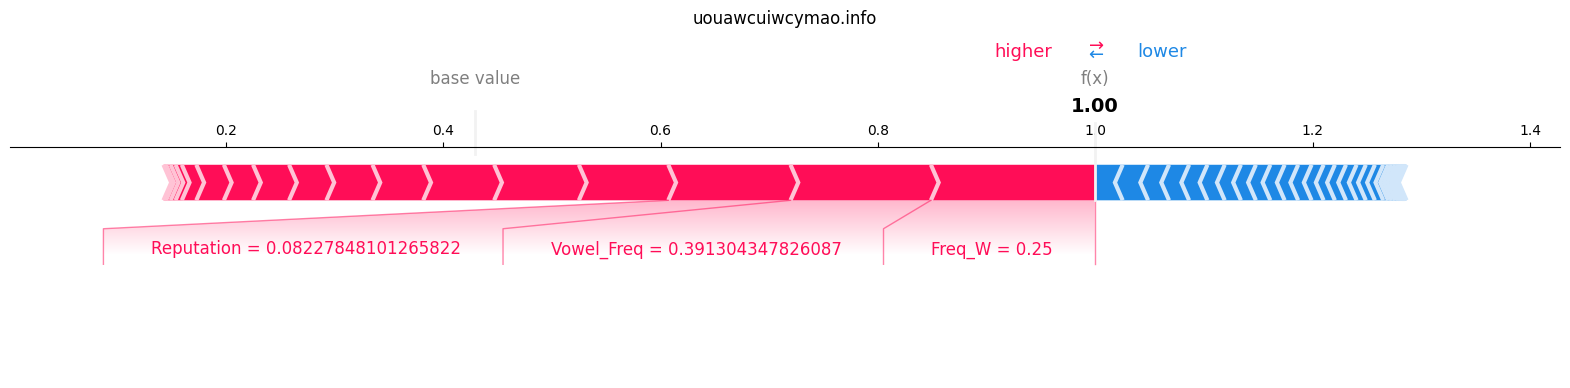 uouawcuiwcymao.info
higher ⇄ lower
base value f(x)
1.00
0.2 0.4 0.6 0.8 1 0 1.2 1.4
Reputation = 0.08227848101265822 Vowel_Freq = 0.391304347826087 Freq_W = 0.25